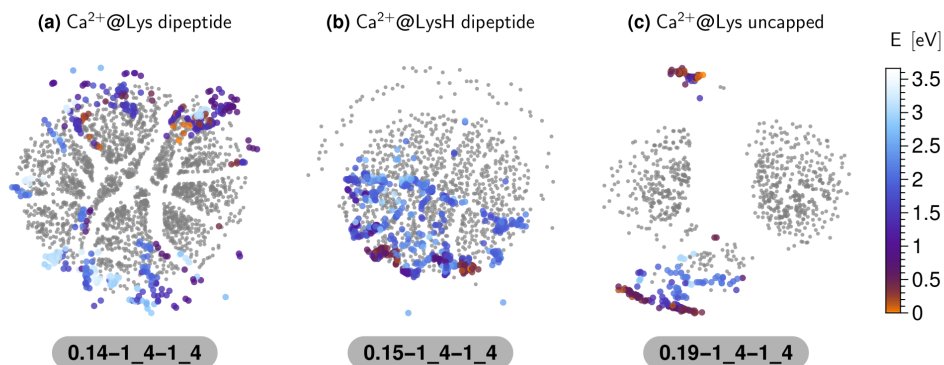 (a) Ca²⁺@Lys dipeptide
(b) Ca²⁺@LysH dipeptide
(c) Ca²⁺@Lys uncapped
E [eV]
3.5
3
2.5
2
1.5
1
0.5
0
0.14−1_4−1_4
0.15−1_4−1_4
0.19−1_4−1_4